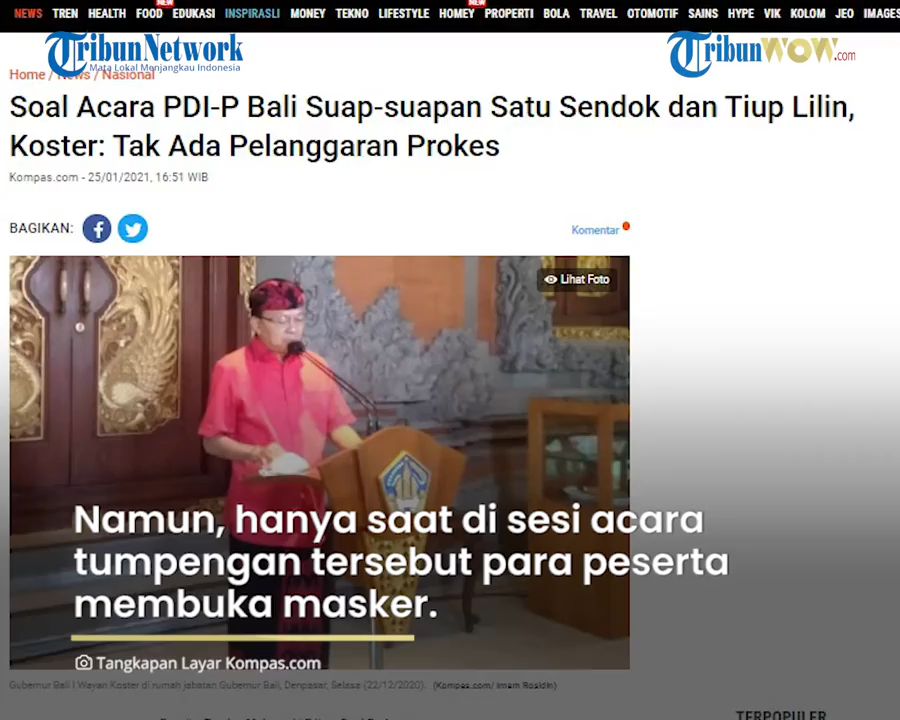 NEWS TREN HEALTH FOOD EDUKASI INSPIRASLI MONEY TEKNO LIFESTYLE HOMEY PROPERTI BOLA TRAVEL OTOMOTIF SAINS HYPE VIK KOLOM JEO IMAGES
NEW NEW
TribunNetwork
Mata Lokal Menjangkau Indonesia
TribunWOW.com
Home / News / Nasional
Soal Acara PDI-P Bali Suap-suapan Satu Sendok dan Tiup Lilin,
Koster: Tak Ada Pelanggaran Prokes
Kompas.com - 25/01/2021, 16:51 WIB
BAGIKAN:
Komentar
Lihat Foto
Namun, hanya saat di sesi acara
tumpengan tersebut para peserta
membuka masker.
Tangkapan Layar Kompas.com
Gubernur Bali I Wayan Koster di rumah jabatan Gubernur Bali, Denpasar, Selasa (22/12/2020). (Kompas.com/ Imam Rosidin)
TERPOPULER